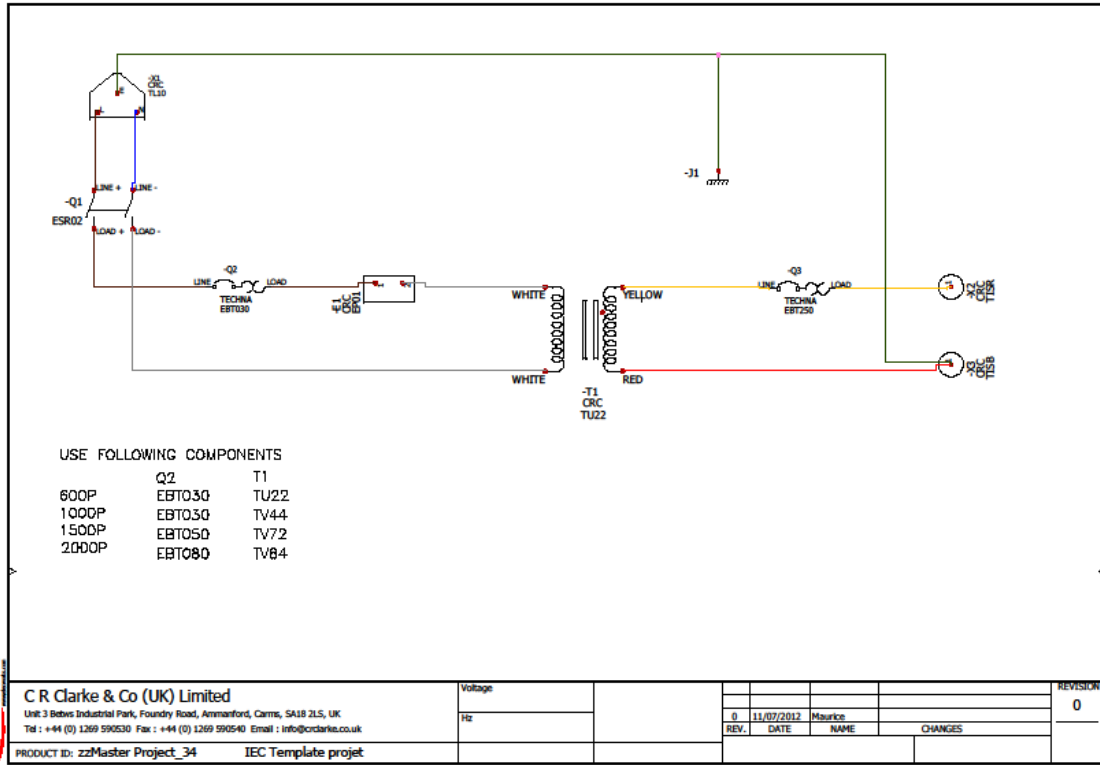 E
-X1
CRC
TL10
L
N
LINE +
LINE -
-Q1
ESR02
LOAD +
LOAD -
-J1
-Q2
LINE
LOAD
TECHNA
EBT030
-E1
CRC
EP01
1
2
WHITE
WHITE
YELLOW
RED
-T1
CRC
TU22
-Q3
LINE
LOAD
TECHNA
EBT250
-X2
CRC
TISR
-X3
CRC
TISB
USE FOLLOWING COMPONENTS
Q2 T1
600P EBT030 TU22
1000P EBT030 TV44
1500P EBT050 TV72
2000P EBT080 TV84
C R Clarke & Co (UK) Limited
Unit 3 Betws Industrial Park, Foundry Road, Ammanford, Carms, SA18 2LS, UK
Tel : +44 (0) 1269 590530 Fax : +44 (0) 1269 590540 Email : info@crclarke.co.uk
PRODUCT ID: zzMaster Project_34 IEC Template projet
Voltage
Hz
0 11/07/2012 Maurice
REV. DATE NAME CHANGES
REVISION
0